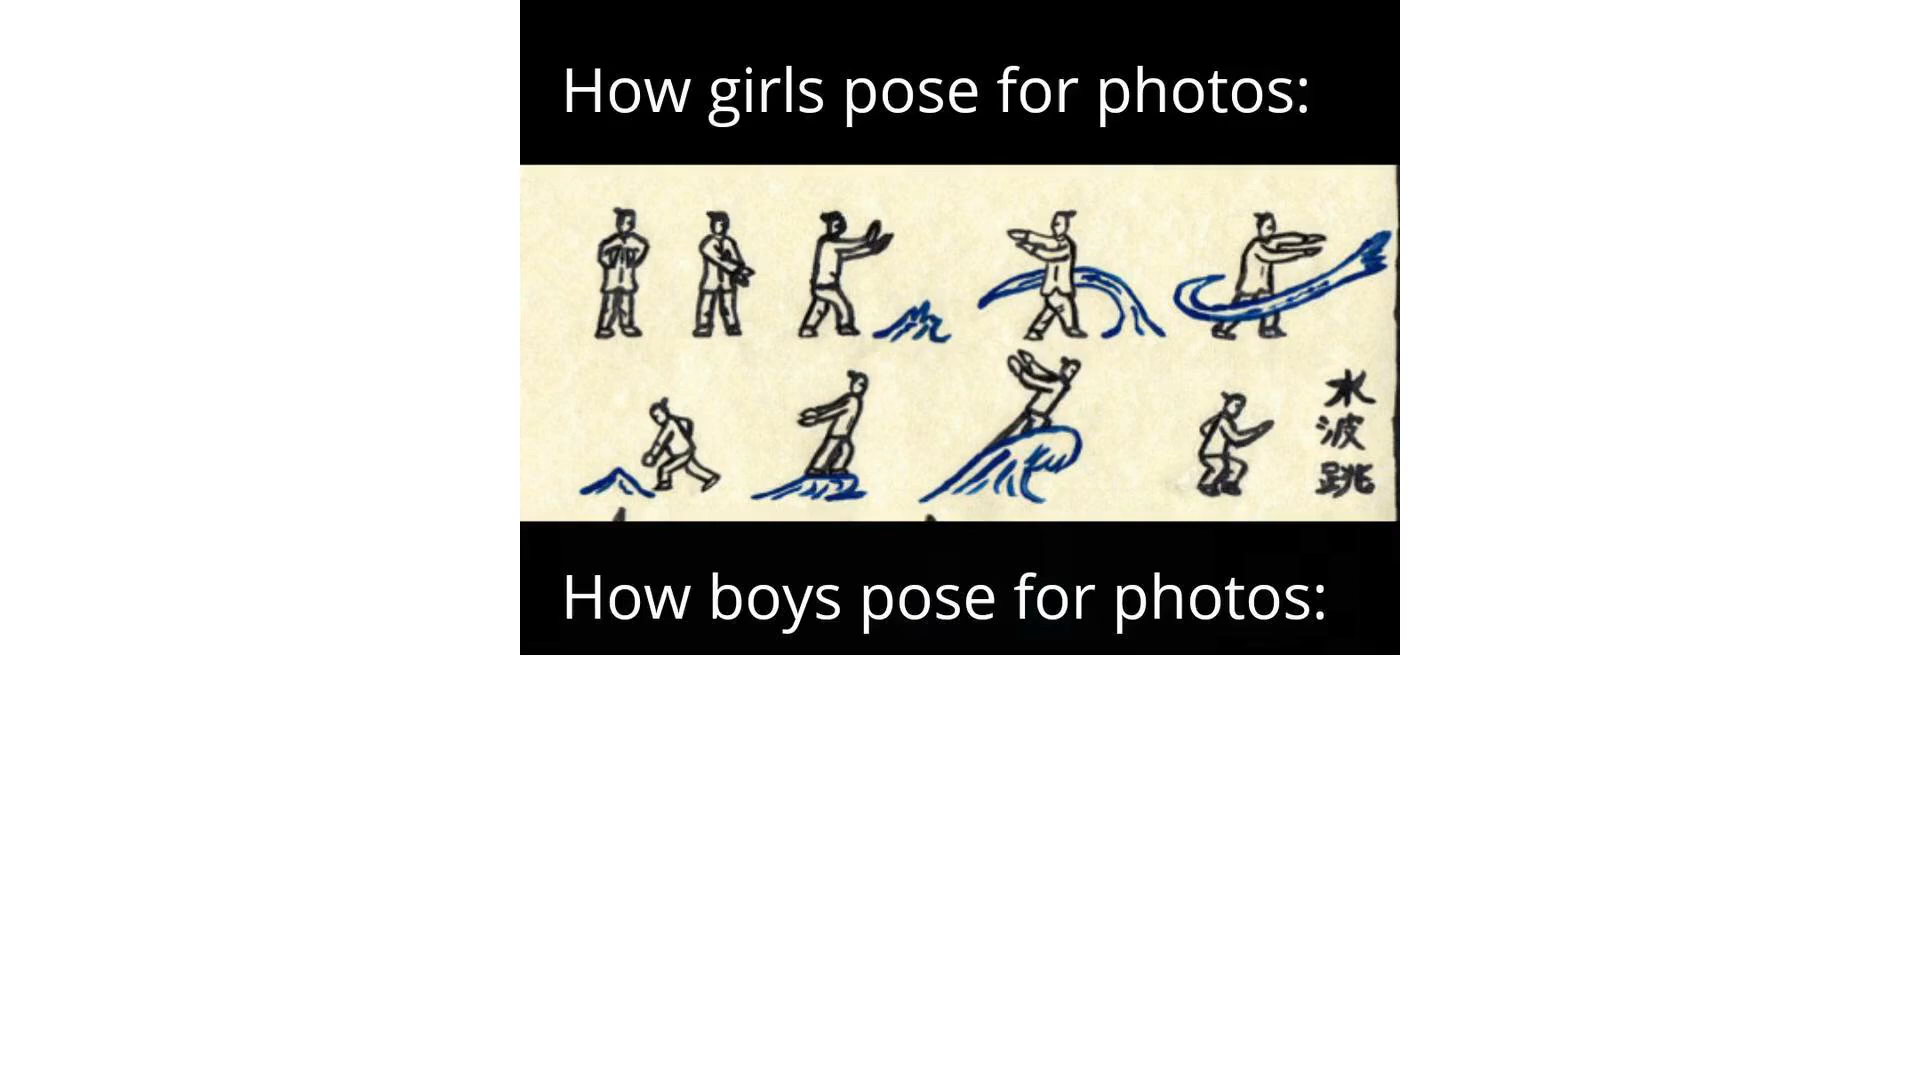 How girls pose for photos:
水
波
跳
How boys pose for photos: